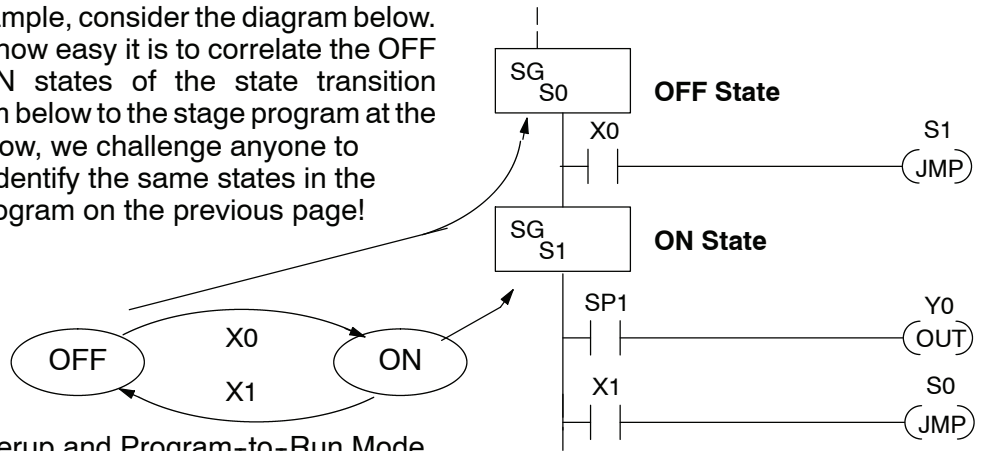 ample, consider the diagram below.
how easy it is to correlate the OFF
N states of the state transition
m below to the stage program at the
ow, we challenge anyone to
dentify the same states in the
ogram on the previous page!
SG
S0
OFF State
X0
S1
JMP
SG
S1
ON State
SP1
Y0
OUT
X1
S0
JMP
OFF
X0
ON
X1
erup and Program-to-Run Mode